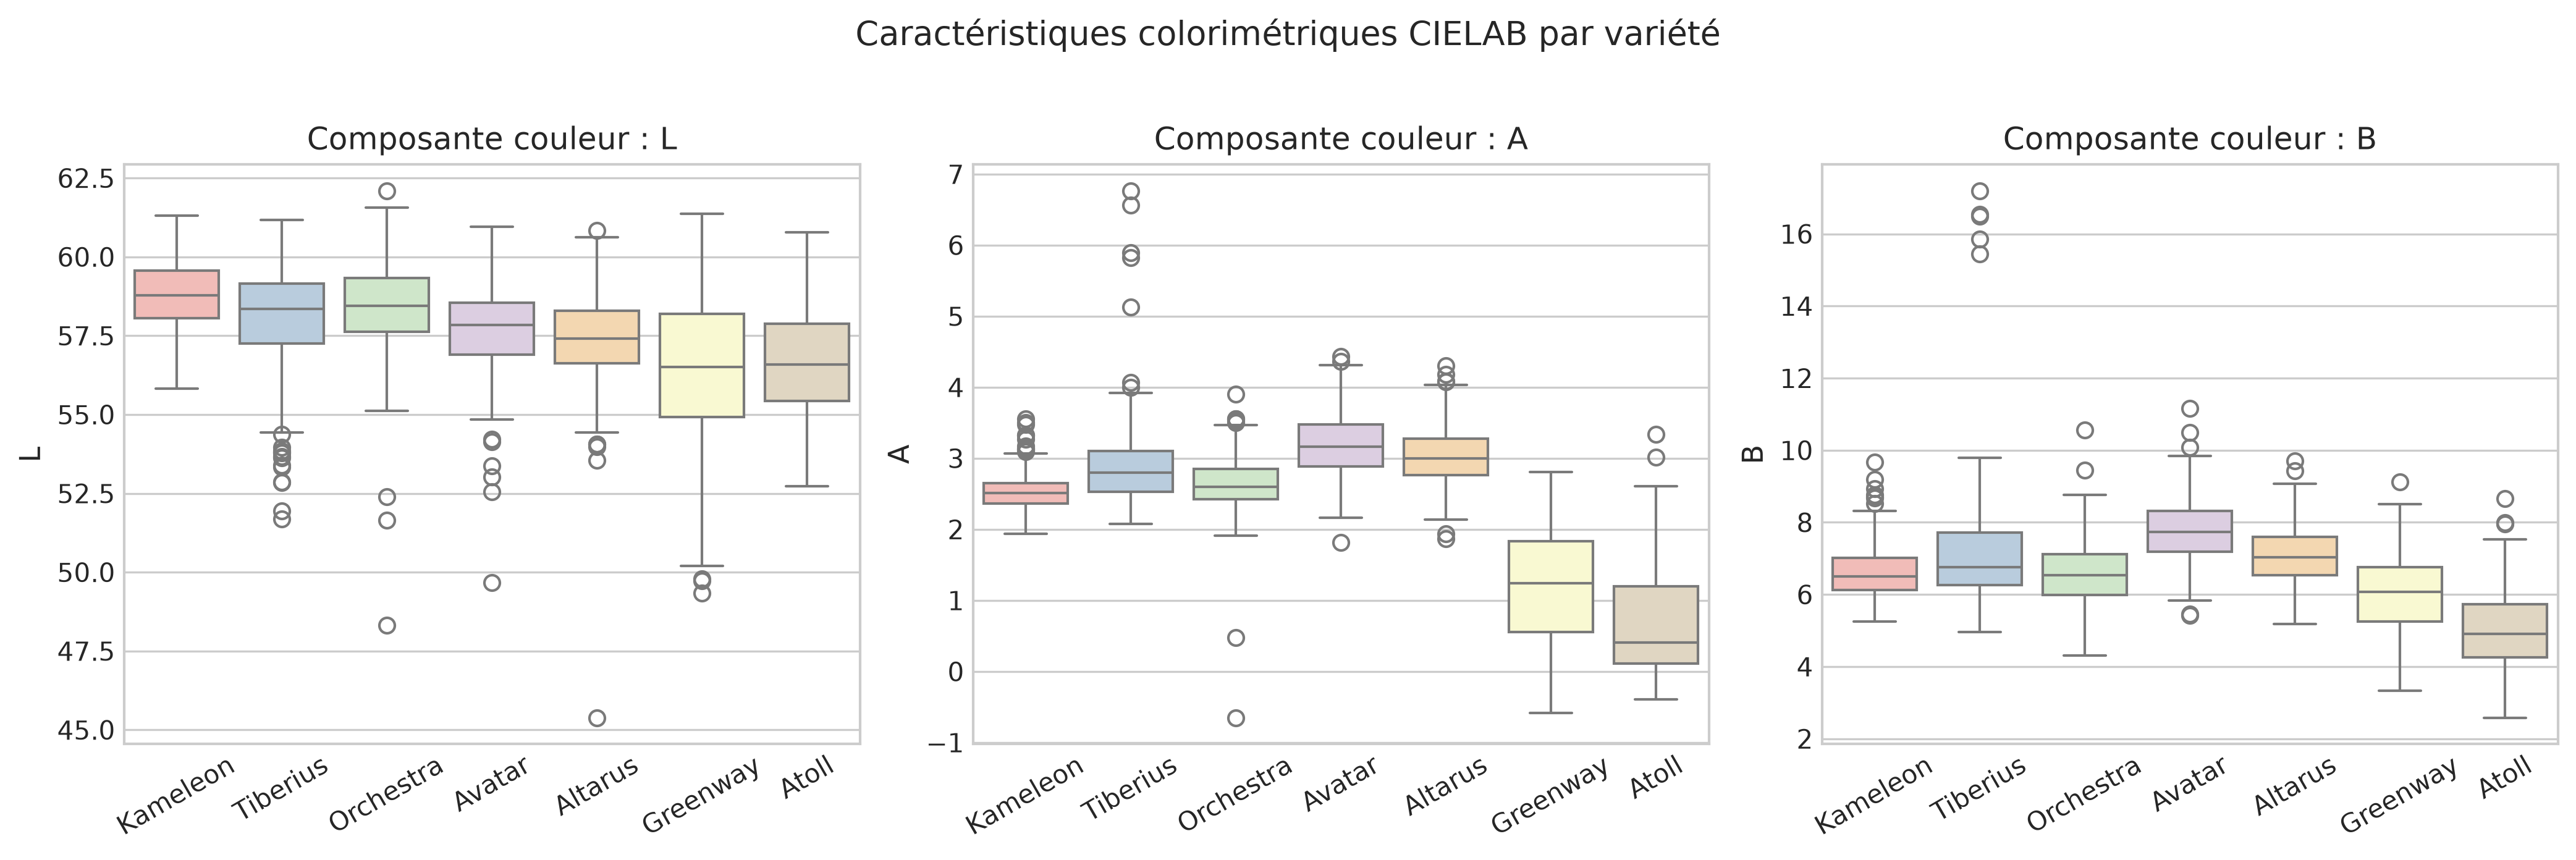 Caractéristiques colorimétriques CIELAB par variété
Composante couleur : L
62.5
60.0
57.5
55.0
52.5
50.0
47.5
45.0
L
Kameleon
Tiberius
Orchestra
Avatar
Altarus
Greenway
Atoll
Composante couleur : A
7
6
5
4
3
2
1
0
−1
A
Kameleon
Tiberius
Orchestra
Avatar
Altarus
Greenway
Atoll
Composante couleur : B
16
14
12
10
8
6
4
2
B
Kameleon
Tiberius
Orchestra
Avatar
Altarus
Greenway
Atoll